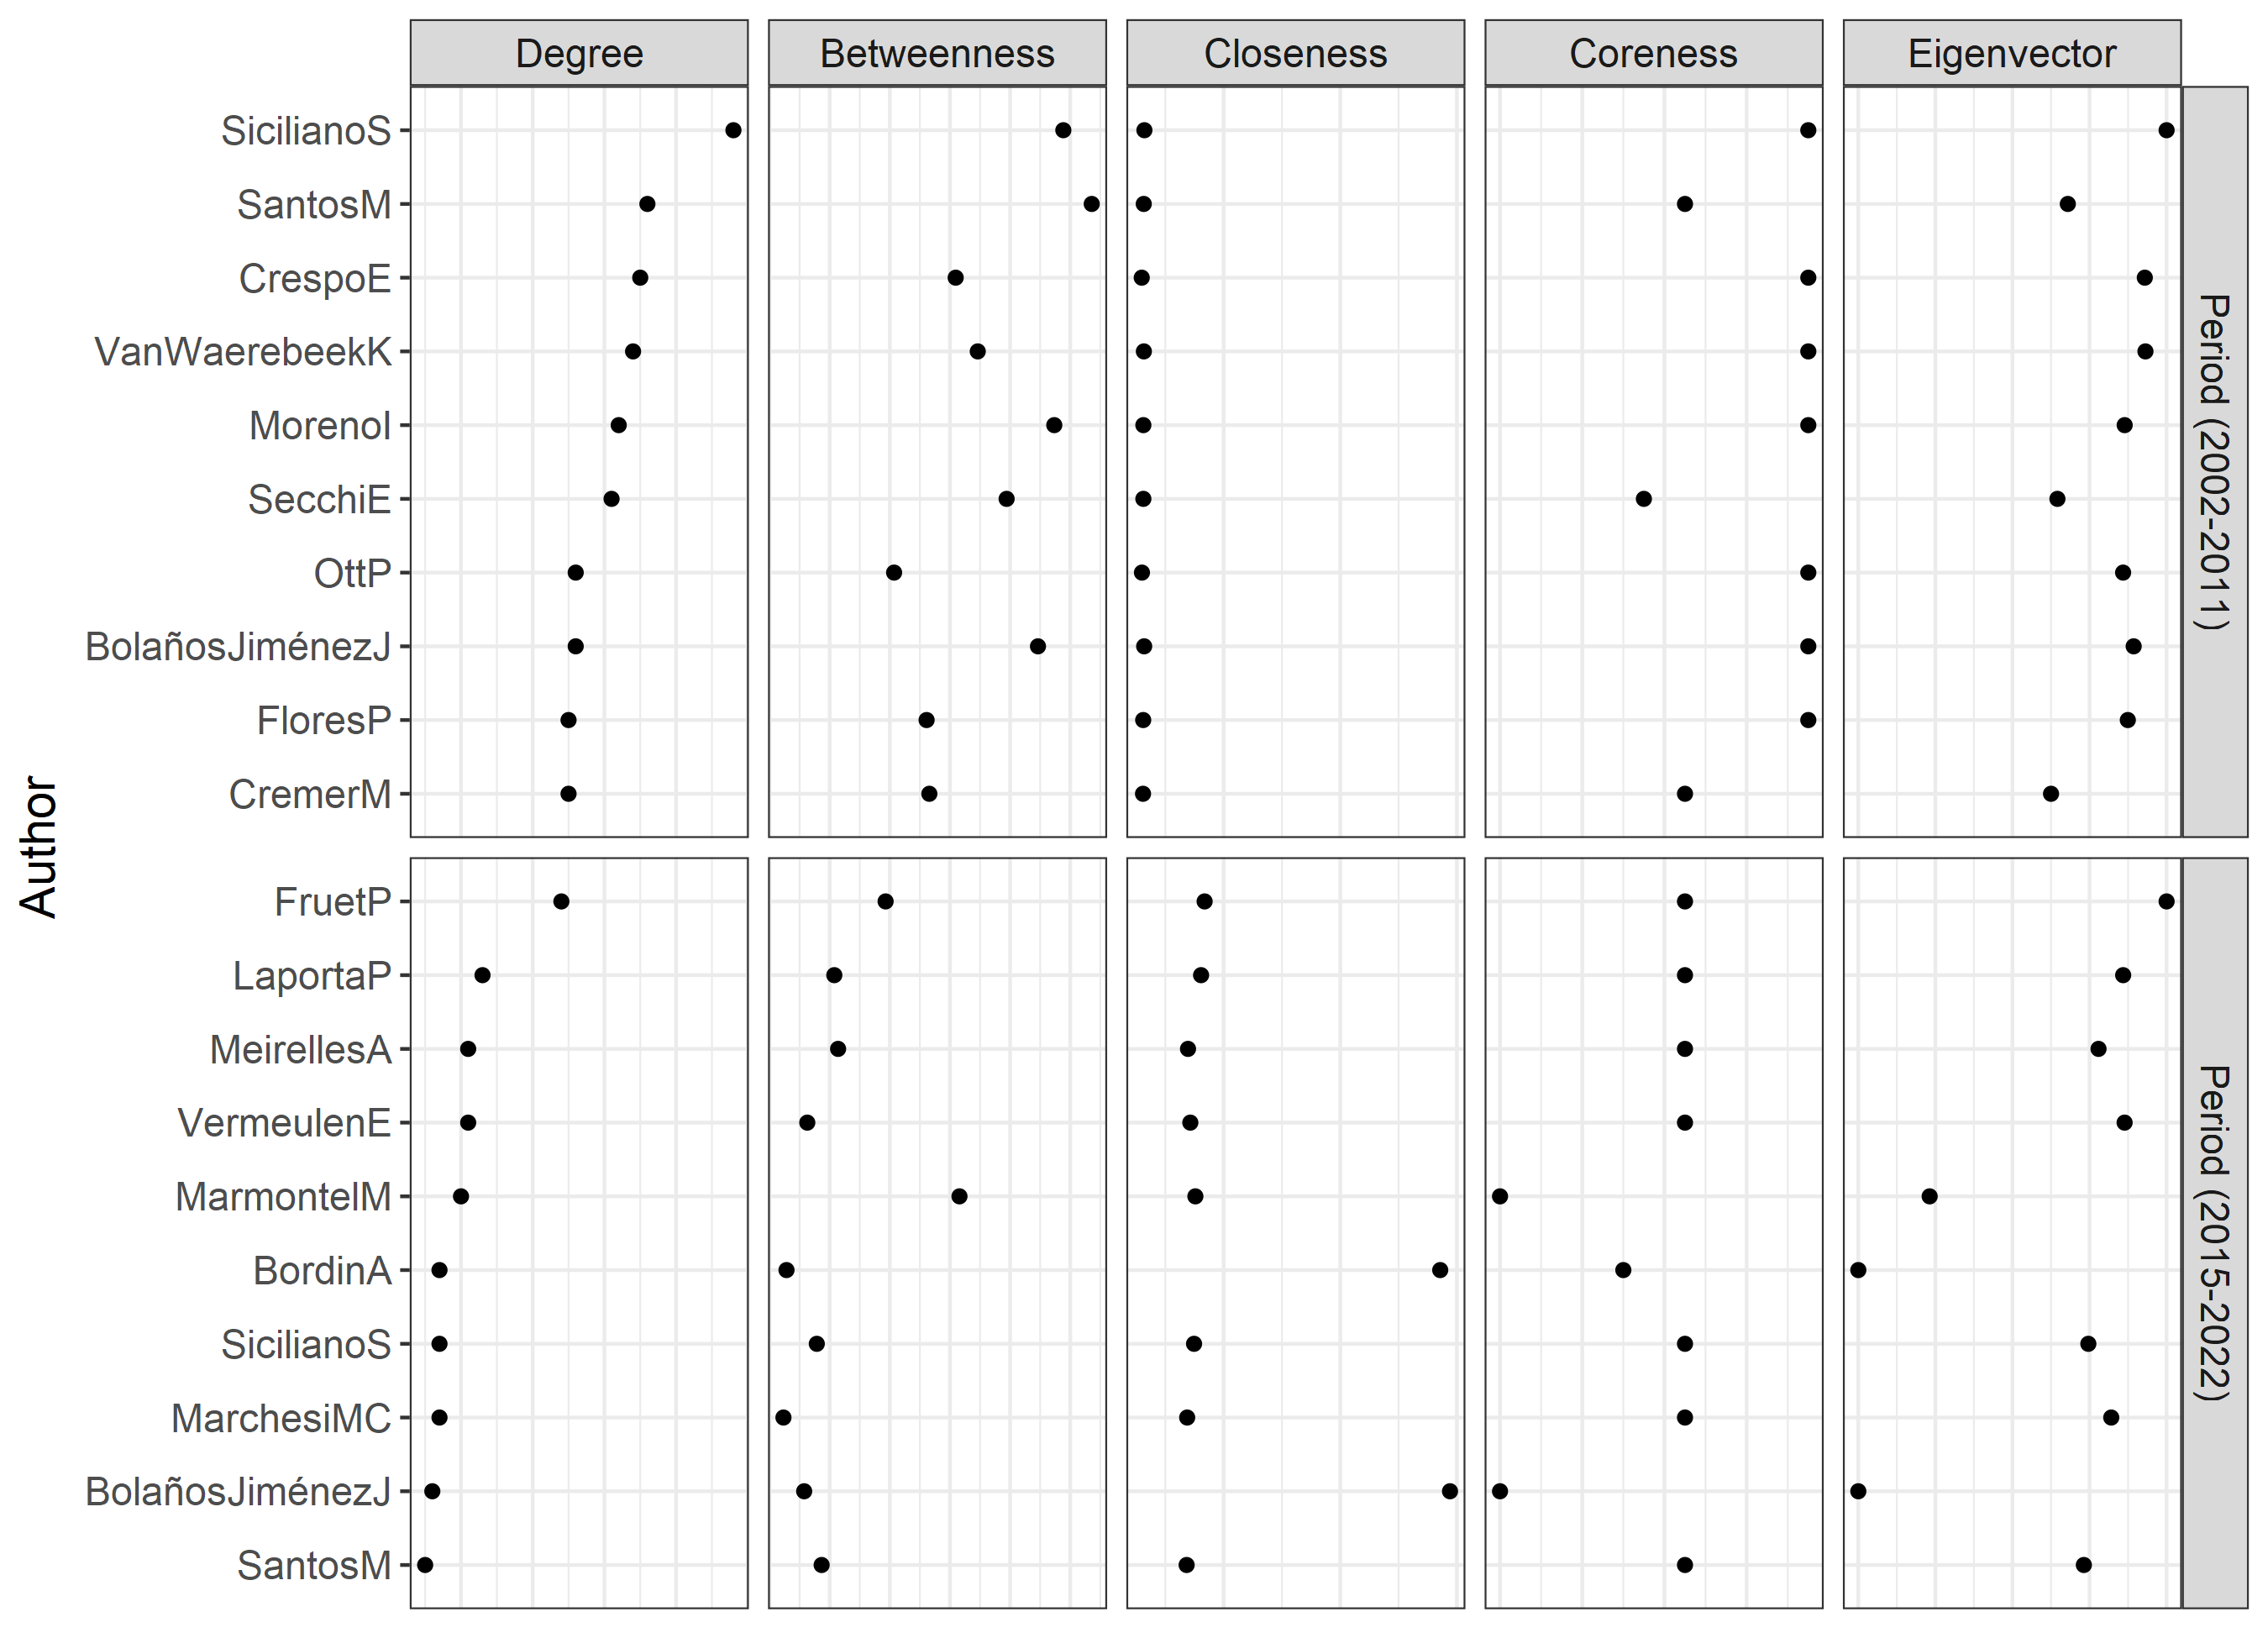 Degree
Betweenness
Closeness
Coreness
Eigenvector
Author
SicilianoS
SantosM
CrespoE
VanWaerebeekK
MorenoI
SecchiE
OttP
BolañosJiménezJ
FloresP
CremerM
Period (2002-2011)
FruetP
LaportaP
MeirellesA
VermeulenE
MarmontelM
BordinA
SicilianoS
MarchesiMC
BolañosJiménezJ
SantosM
Period (2015-2022)